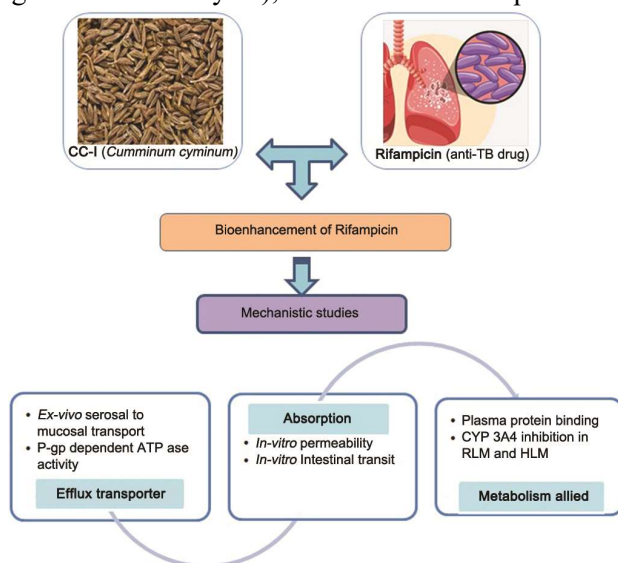 CC-I (Cumminum cyminum)
Rifampicin (anti-TB drug)
Bioenhancement of Rifampicin
Mechanistic studies
• Ex-vivo serosal to
mucosal transport
• P-gp dependent ATP ase
activity
Efflux transporter
Absorption
• In-vitro permeability
• In-vitro Intestinal transit
• Plasma protein binding
• CYP 3A4 inhibition in
RLM and HLM
Metabolism allied